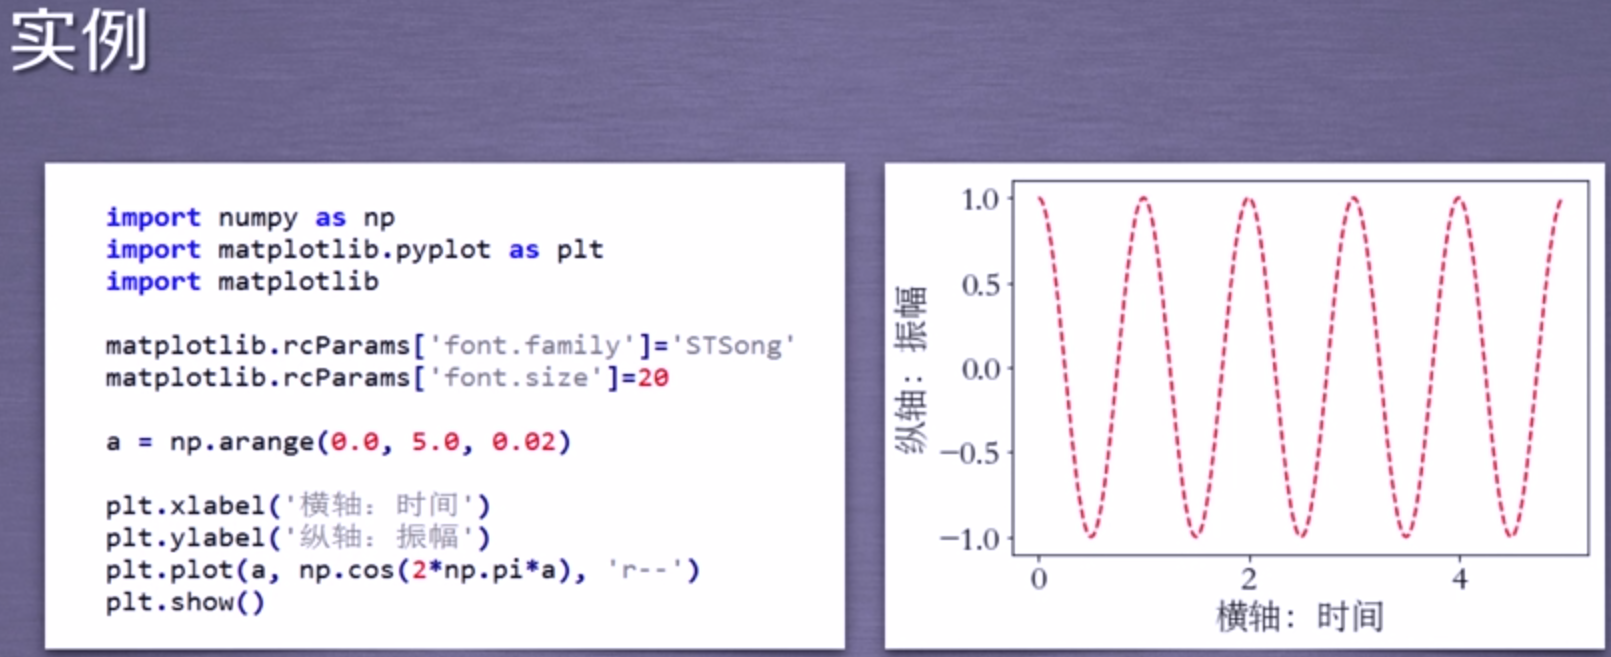 实例
import numpy as np
import matplotlib.pyplot as plt
import matplotlib
matplotlib.rcParams['font.family']='STSong'
matplotlib.rcParams['font.size']=20
a = np.arange(0.0, 5.0, 0.02)
plt.xlabel('横轴：时间')
plt.ylabel('纵轴：振幅')
plt.plot(a, np.cos(2*np.pi*a), 'r--')
plt.show()
纵轴：振幅
1.0
0.5
0.0
−0.5
−1.0
0 2 4
横轴：时间